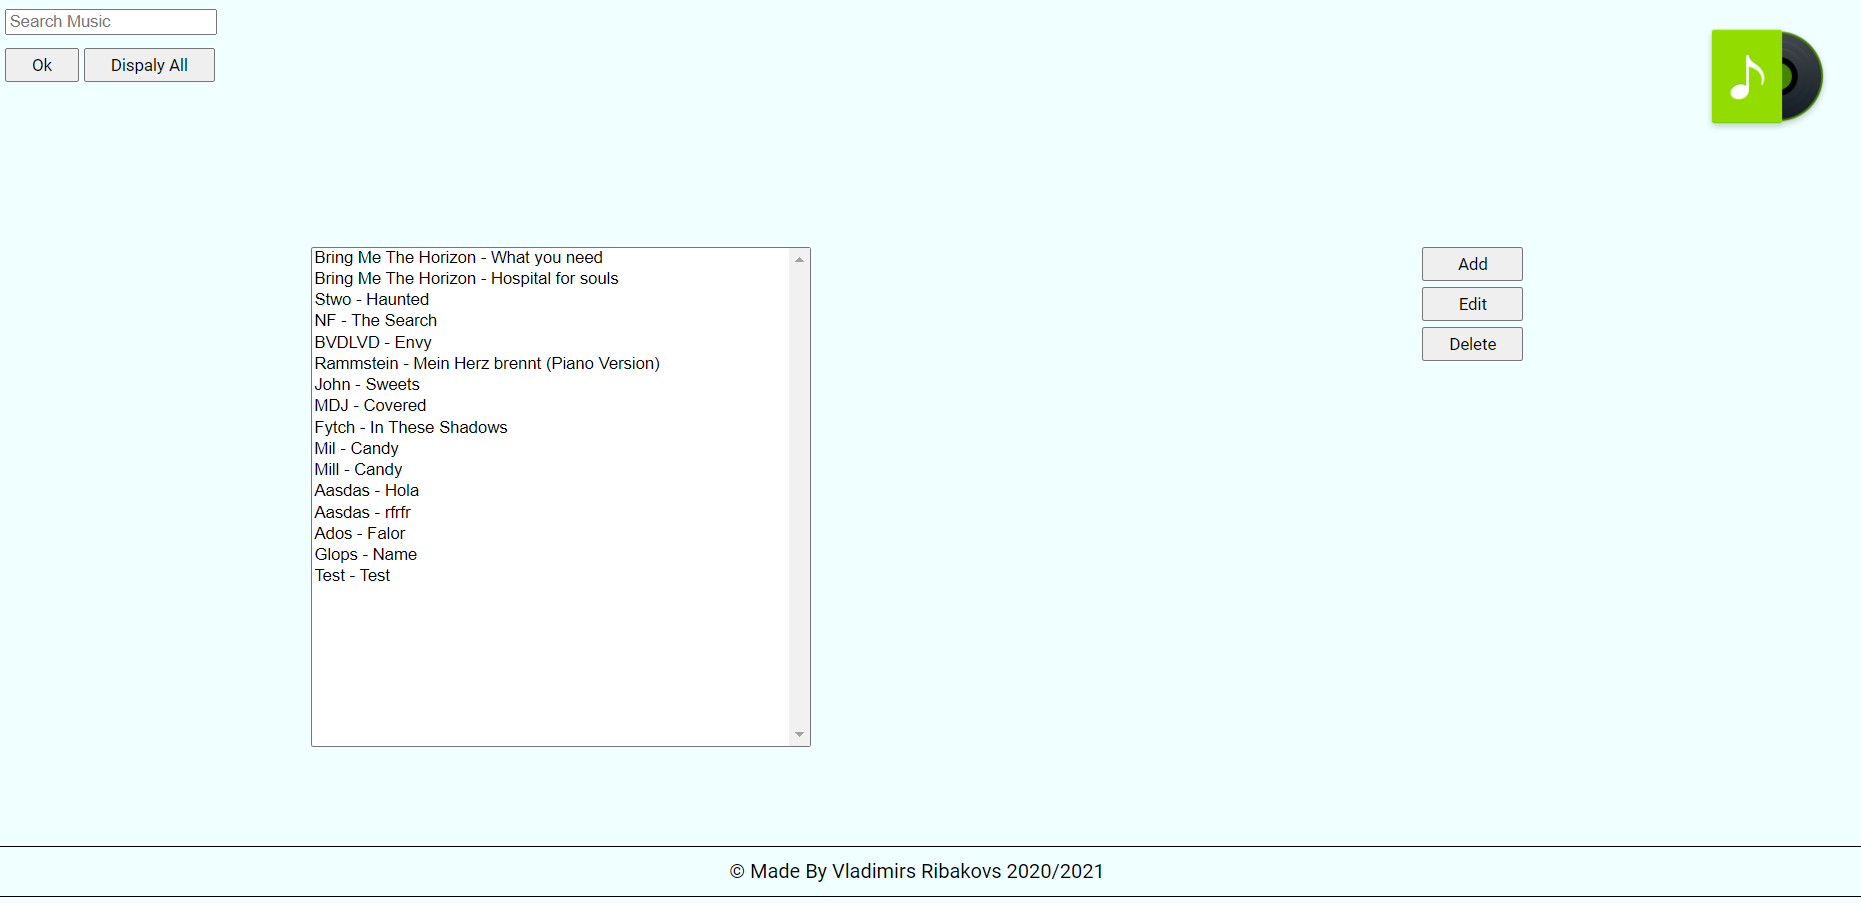 Search Music
Ok
Dispaly All
Bring Me The Horizon - What you need
Bring Me The Horizon - Hospital for souls
Stwo - Haunted
NF - The Search
BVDLVD - Envy
Rammstein - Mein Herz brennt (Piano Version)
John - Sweets
MDJ - Covered
Fytch - In These Shadows
Mil - Candy
Mill - Candy
Aasdas - Hola
Aasdas - rfrfr
Ados - Falor
Glops - Name
Test - Test
Add
Edit
Delete
© Made By Vladimirs Ribakovs 2020/2021